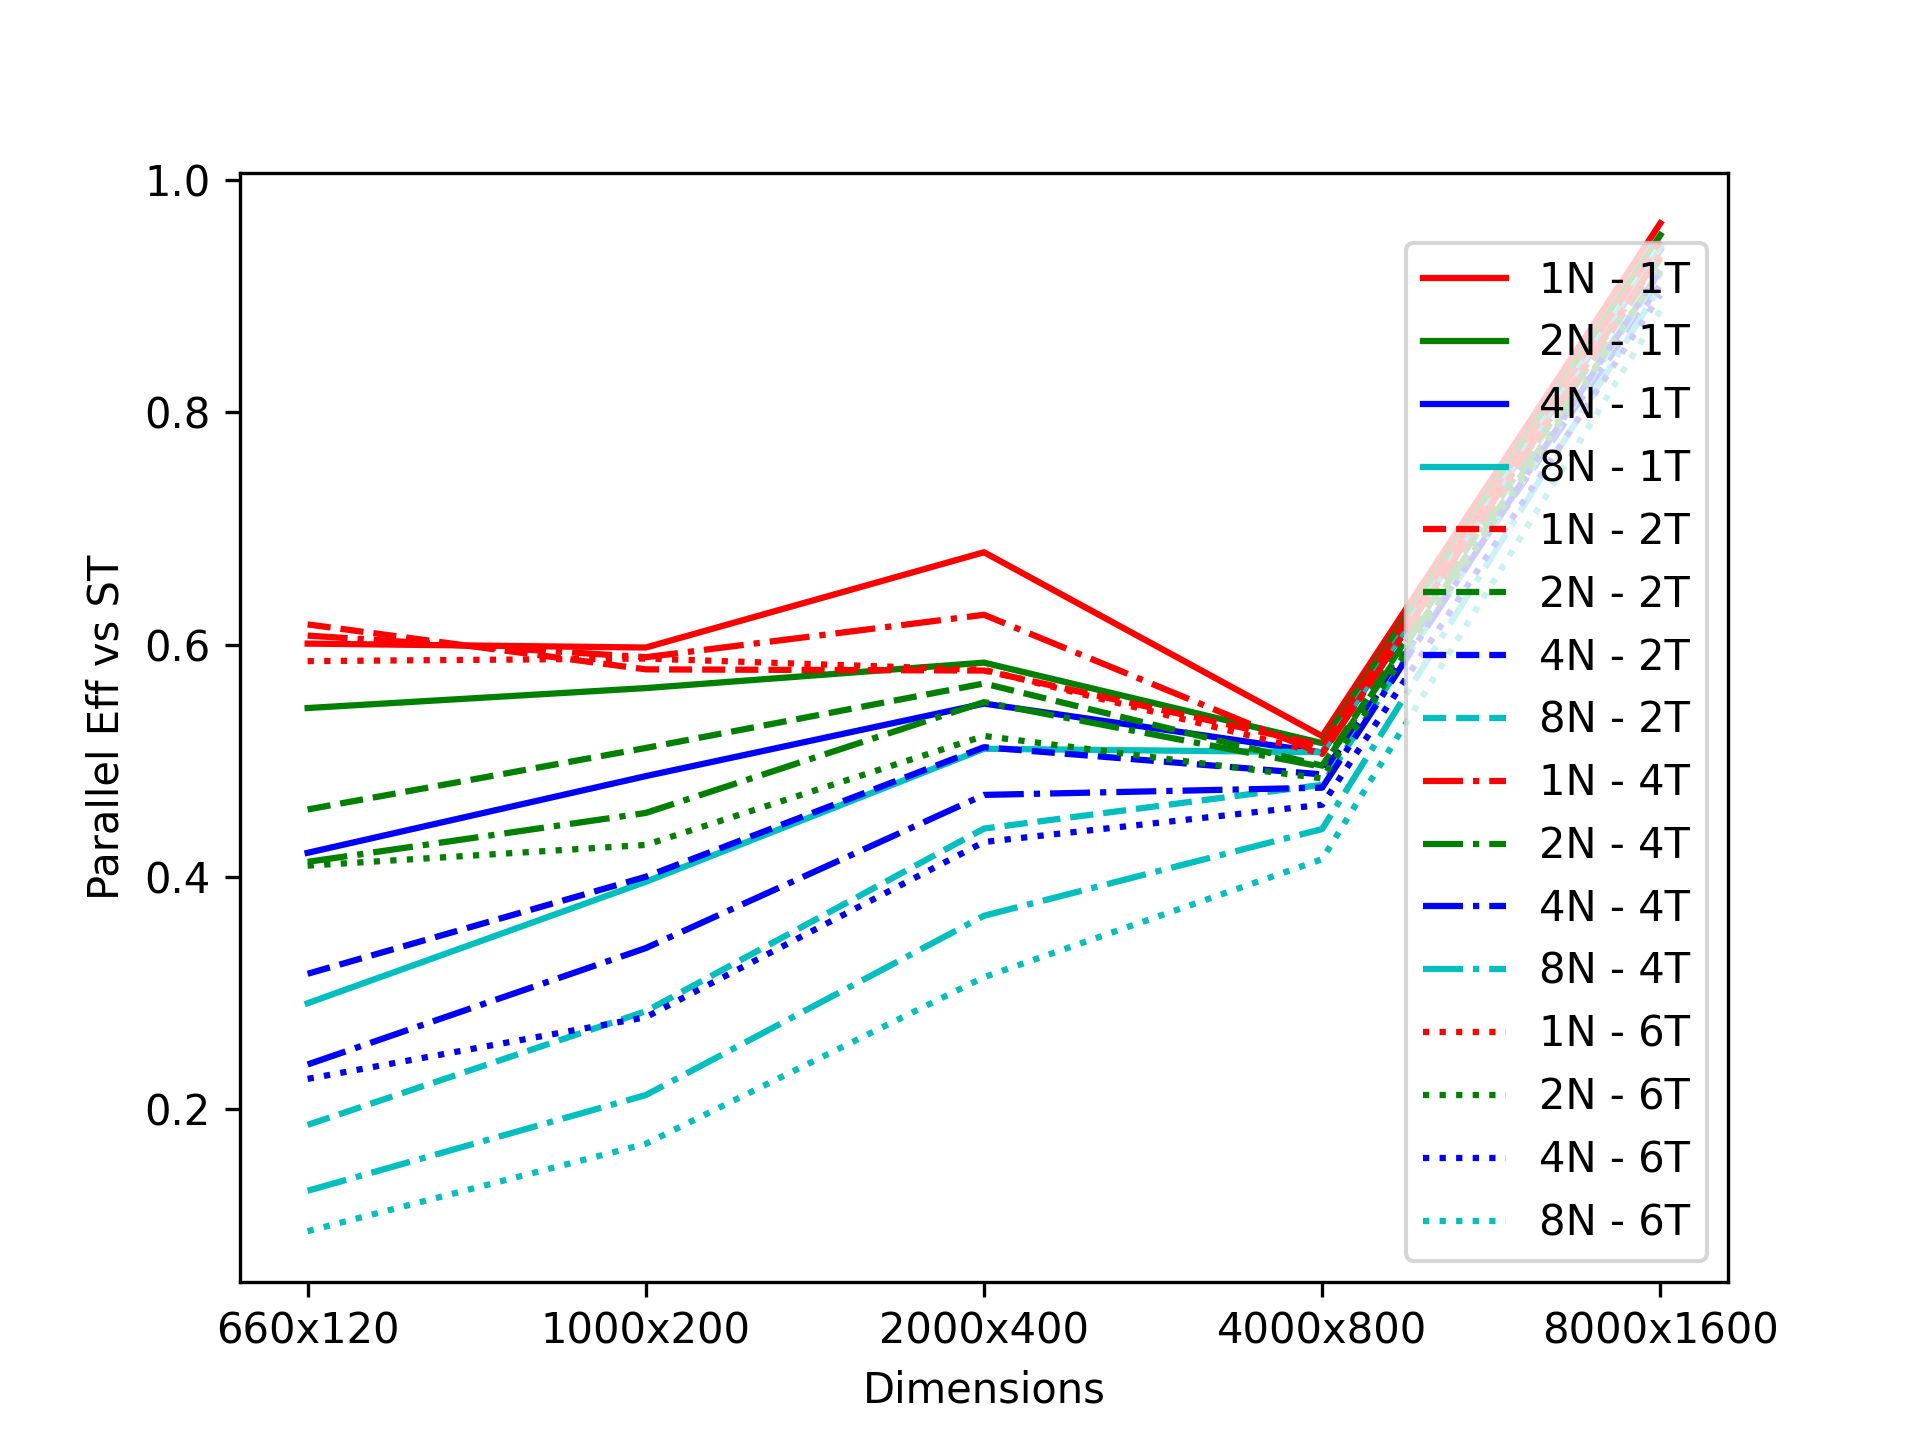 1.0
0.8
0.6
0.4
0.2
Parallel Eff vs ST
660x120
1000x200
2000x400
4000x800
8000x1600
Dimensions
1N - 1T
2N - 1T
4N - 1T
8N - 1T
1N - 2T
2N - 2T
4N - 2T
8N - 2T
1N - 4T
2N - 4T
4N - 4T
8N - 4T
1N - 6T
2N - 6T
4N - 6T
8N - 6T